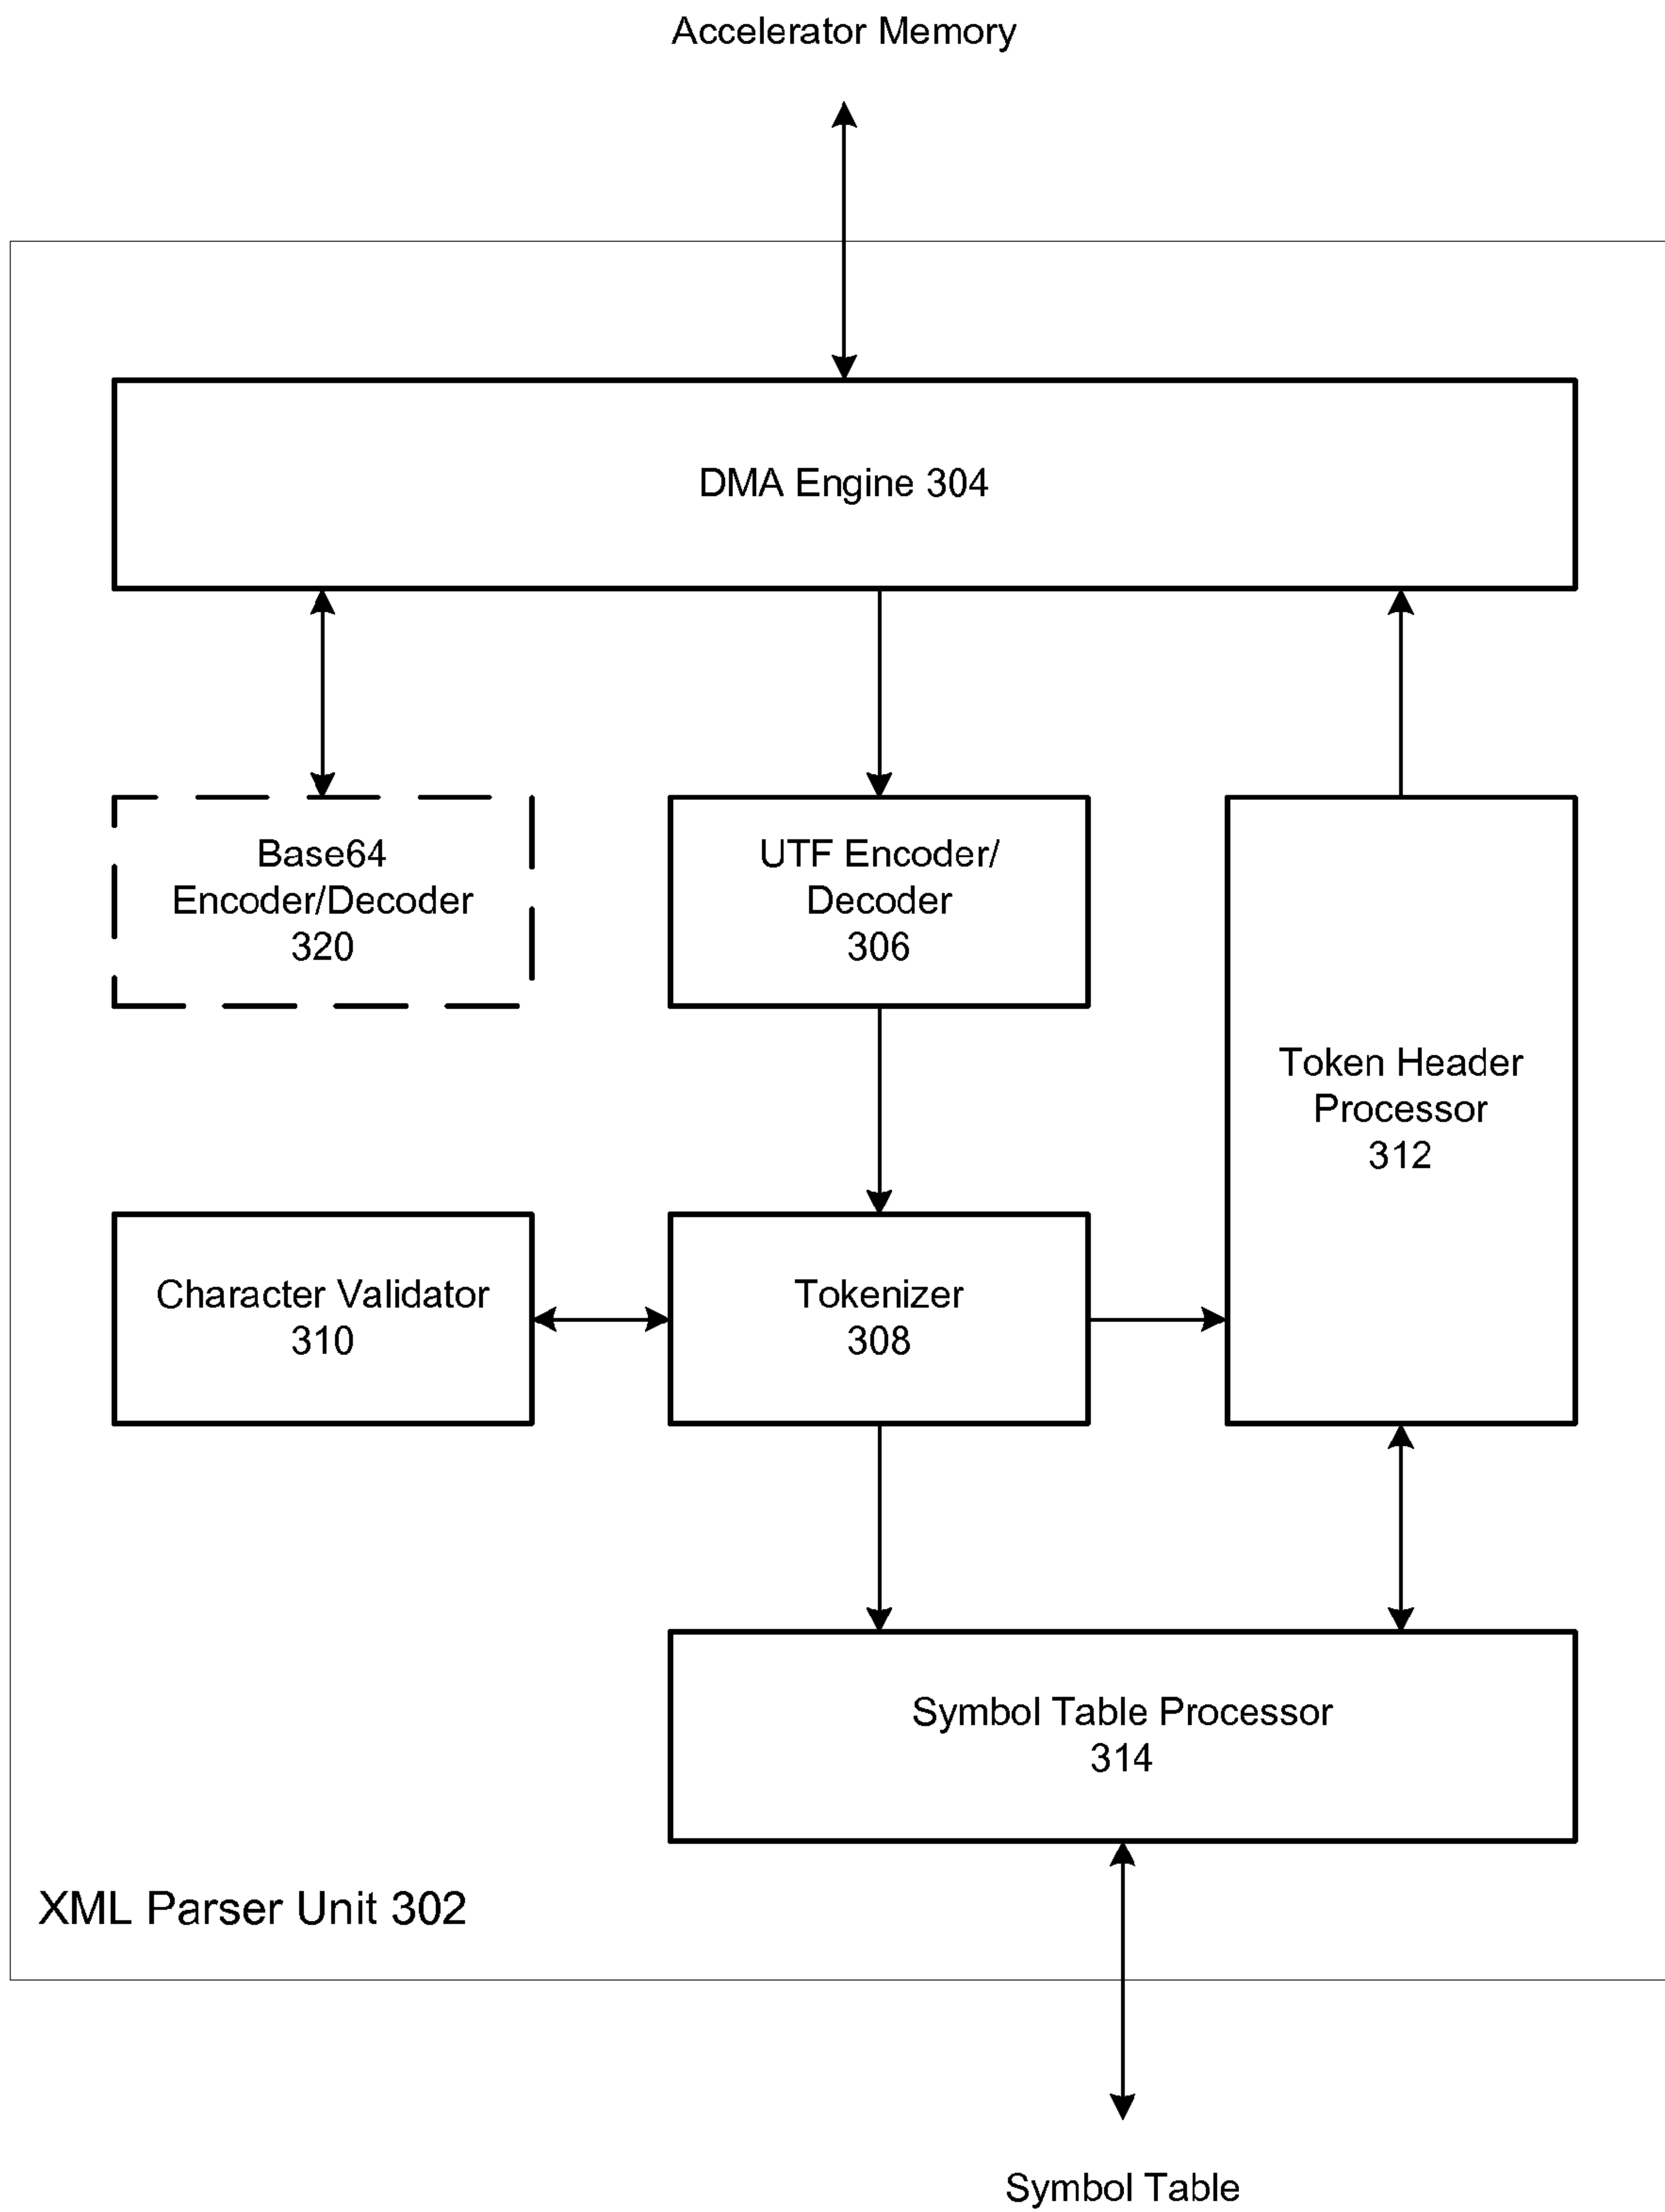 Accelerator Memory
DMA Engine 304
Base64
Encoder/Decoder
320
UTF Encoder/
Decoder
306
Token Header
Processor
312
Character Validator
310
Tokenizer
308
Symbol Table Processor
314
XML Parser Unit 302
Symbol Table